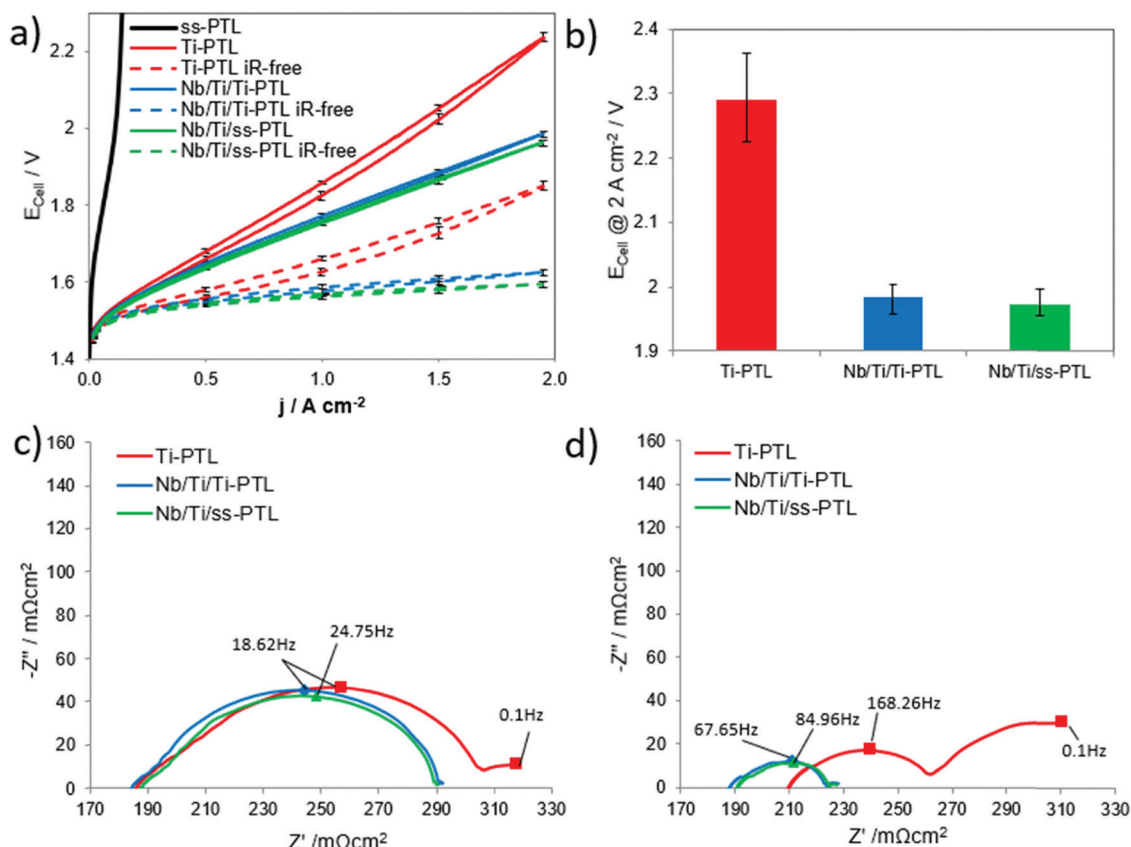 a)
ss-PTL
Ti-PTL
Ti-PTL iR-free
Nb/Ti/Ti-PTL
Nb/Ti/Ti-PTL iR-free
Nb/Ti/ss-PTL
Nb/Ti/ss-PTL iR-free
2.2
2
1.8
1.6
1.4
E_Cell / V
0.0 0.5 1.0 1.5 2.0
j / A cm⁻²
b)
2.4
2.3
2.2
2.1
2
1.9
E_Cell @ 2 A cm⁻² / V
Ti-PTL Nb/Ti/Ti-PTL Nb/Ti/ss-PTL
c)
160
140
120
100
80
60
40
20
0
-Z'' / mΩcm²
Ti-PTL
Nb/Ti/Ti-PTL
Nb/Ti/ss-PTL
24.75Hz
18.62Hz
0.1Hz
170 190 210 230 250 270 290 310 330
Z' /mΩcm²
d)
160
140
120
100
80
60
40
20
0
-Z'' / mΩcm²
Ti-PTL
Nb/Ti/Ti-PTL
Nb/Ti/ss-PTL
67.65Hz
84.96Hz
168.26Hz
0.1Hz
170 190 210 230 250 270 290 310 330
Z' /mΩcm²